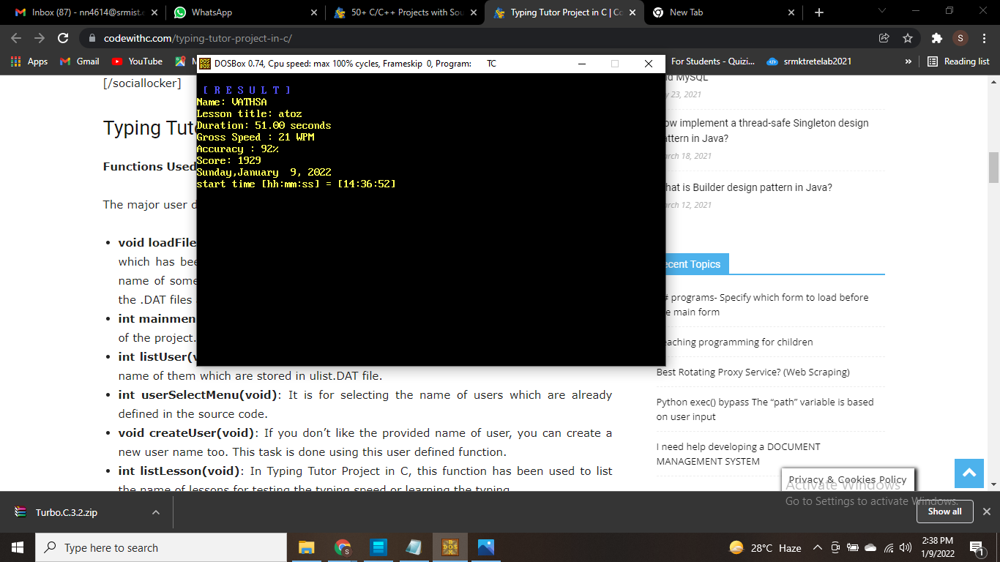 Inbox (87) - nn4614@srmist.e
WhatsApp
50+ C/C++ Projects with Sou
Typing Tutor Project in C | Co
New Tab
codewithc.com/typing-tutor-project-in-c/
S
Apps
Gmail
YouTube
M
For Students - Quizi...
srmktretelab2021
»
Reading list
DOSBox 0.74, Cpu speed: max 100% cycles, Frameskip 0, Program: TC
[ R E S U L T ]
Name: VATHSA
Lesson title: atoz
Duration: 51.00 seconds
Gross Speed : 21 WPM
Accuracy : 92%
Score: 1929
Sunday,January 9, 2022
start time [hh:mm:ss] = [14:36:52]
[/sociallocker]
Typing Tut
Functions Used
The major user d
• void loadFile
which has bee
name of some
the .DAT files
• int mainmen
of the project.
• int listUser(v
name of them which are stored in ulist.DAT file.
• int userSelectMenu(void): It is for selecting the name of users which are already
defined in the source code.
• void createUser(void): If you don’t like the provided name of user, you can create a
new user name too. This task is done using this user defined function.
• int listLesson(void): In Typing Tutor Project in C, this function has been used to list
the name of lessons for testing the typing speed or learning the typing.
d MySQL
y 23, 2021
ow implement a thread-safe Singleton design
ttern in Java?
rch 18, 2021
hat is Builder design pattern in Java?
rch 12, 2021
ecent Topics
# programs- Specify which form to load before
e main form
eaching programming for children
Best Rotating Proxy Service? (Web Scraping)
Python exec() bypass The “path” variable is based
on user input
I need help developing a DOCUMENT
MANAGEMENT SYSTEM
Privacy & Cookies Policy
Activate Windows
Go to Settings to activate Windows.
Turbo.C.3.2.zip
Show all
Type here to search
S
DOS
BOX
28°C Haze
2:38 PM
1/9/2022
1